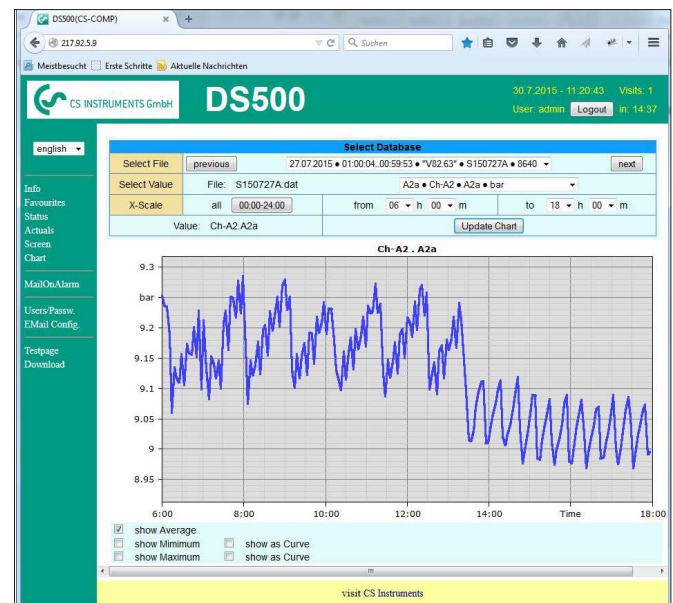 DS500(CS-COMP) × +
217.92.5.9 Suchen
Meistbesucht Erste Schritte Aktuelle Nachrichten
CS INSTRUMENTS GmbH
DS500
30.7.2015 - 11:20:43 Visits: 1
User: admin Logout in: 14:37
english
Info
Favourites
Status
Actuals
Screen
Chart
MailOnAlarm
Users/Passw.
EMail Config.
Testpage
Download
Select Database
Select File previous 27.07.2015 ● 01:00:04..00:59:53 ● "V82.63" ● S150727A ● 8640 next
Select Value File: S150727A.dat A2a ● Ch-A2 ● A2a ● bar
X-Scale all 00:00-24:00 from 06 h 00 m to 18 h 00 m
Value: Ch-A2.A2a Update Chart
Ch-A2 . A2a
9.3
bar
9.2
9.15
9.1
9.05
9
8.95
6:00 8:00 10:00 12:00 14:00 Time 18:00
show Average
show Mimimum show as Curve
show Maximum show as Curve
visit CS Instruments